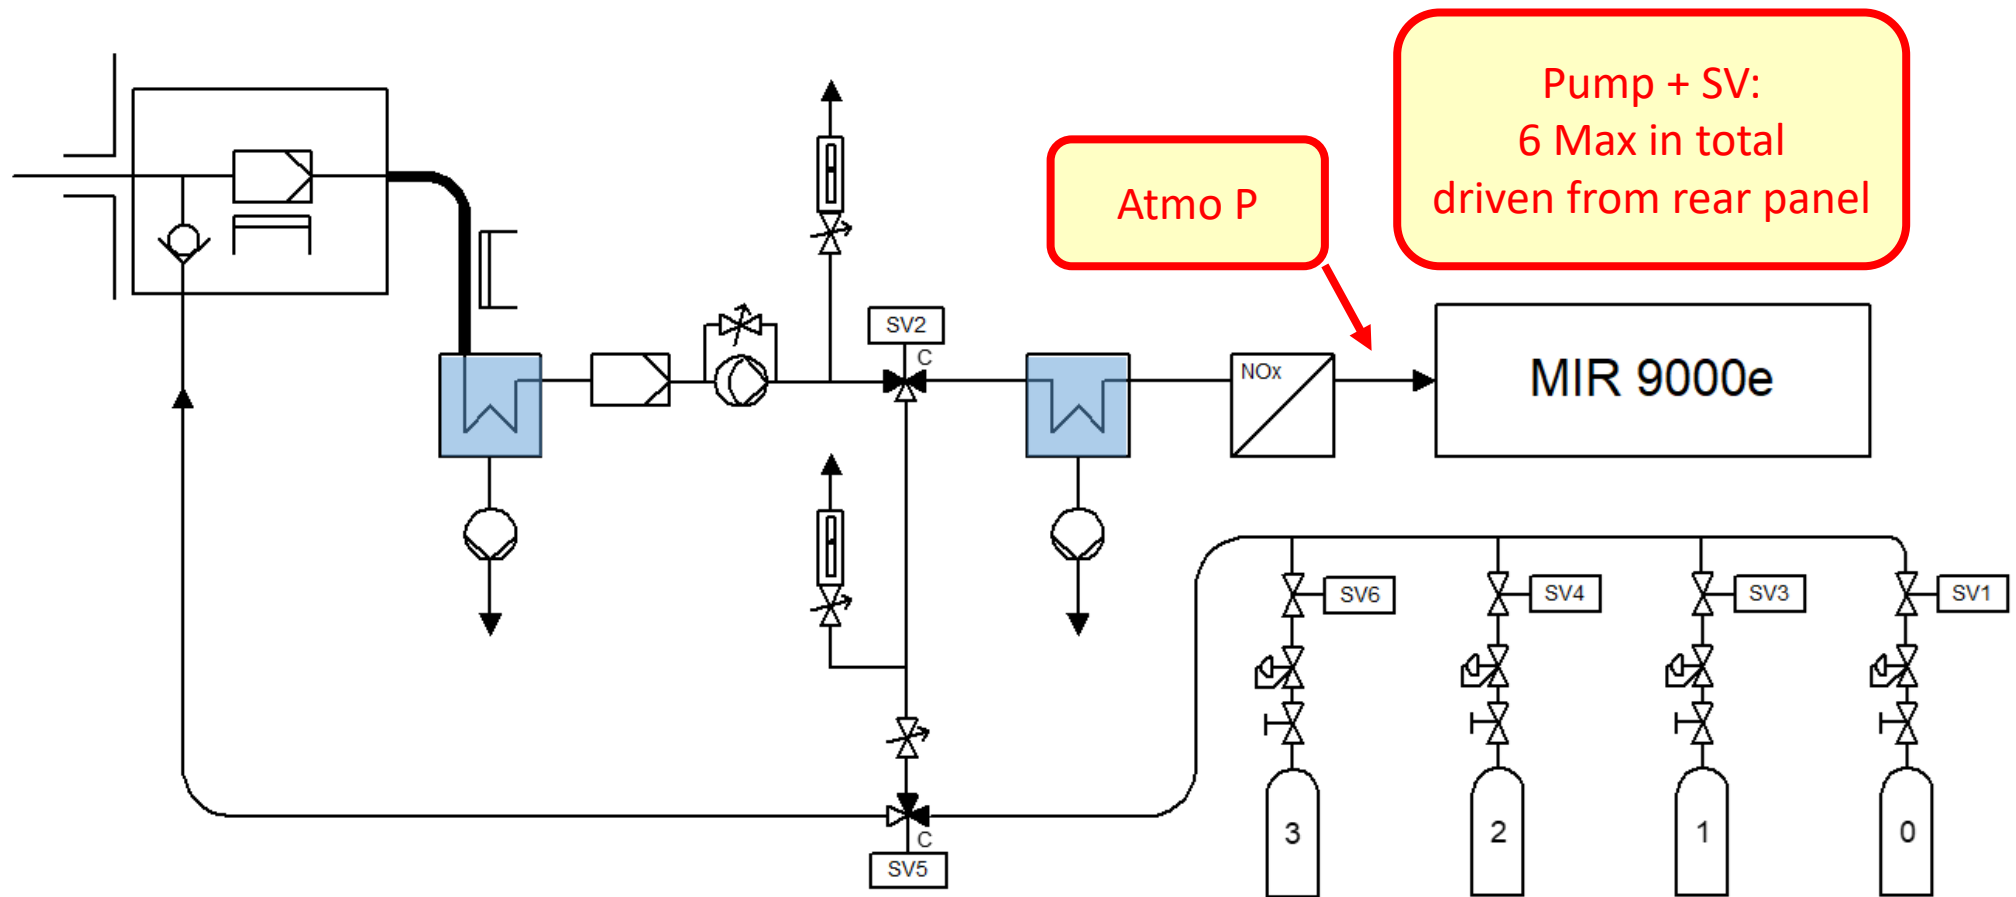 Pump + SV:
6 Max in total
driven from rear panel
Atmo P
SV2
C
NOx
MIR 9000e
SV6
SV4
SV3
SV1
3
2
1
0
C
SV5